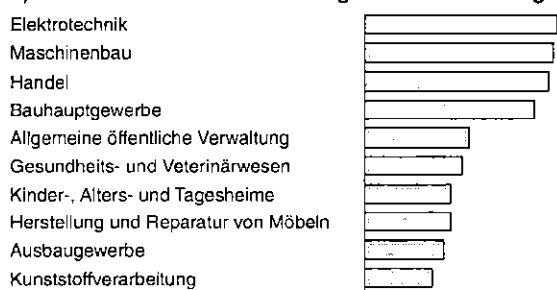 Elektrotechnik
Maschinenbau
Handel
Bauhauptgewerbe
Allgemeine öffentliche Verwaltung
Gesundheits- und Veterinärwesen
Kinder-, Alters- und Tagesheime
Herstellung und Reparatur von Möbeln
Ausbaugewerbe
Kunststoffverarbeitung